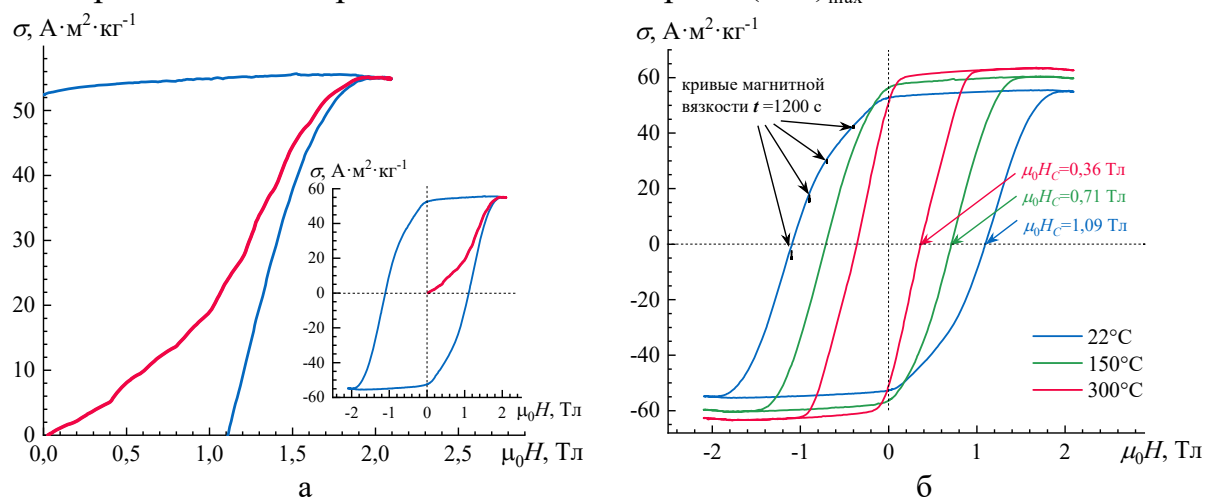 σ, А·м²·кг⁻¹
50
40
30
20
10
0
0,0
0,5
1,0
1,5
2,0
2,5
μ₀H, Тл
σ, А·м²·кг⁻¹
60
40
20
0
-20
-40
-60
-2
-1
0
1
2
μ₀H, Тл
а
σ, А·м²·кг⁻¹
60
40
20
0
-20
-40
-60
кривые магнитной
вязкости t =1200 с
μ₀H_C=0,36 Тл
μ₀H_C=0,71 Тл
μ₀H_C=1,09 Тл
22°C
150°C
300°C
-2
-1
0
1
2
μ₀H, Тл
б